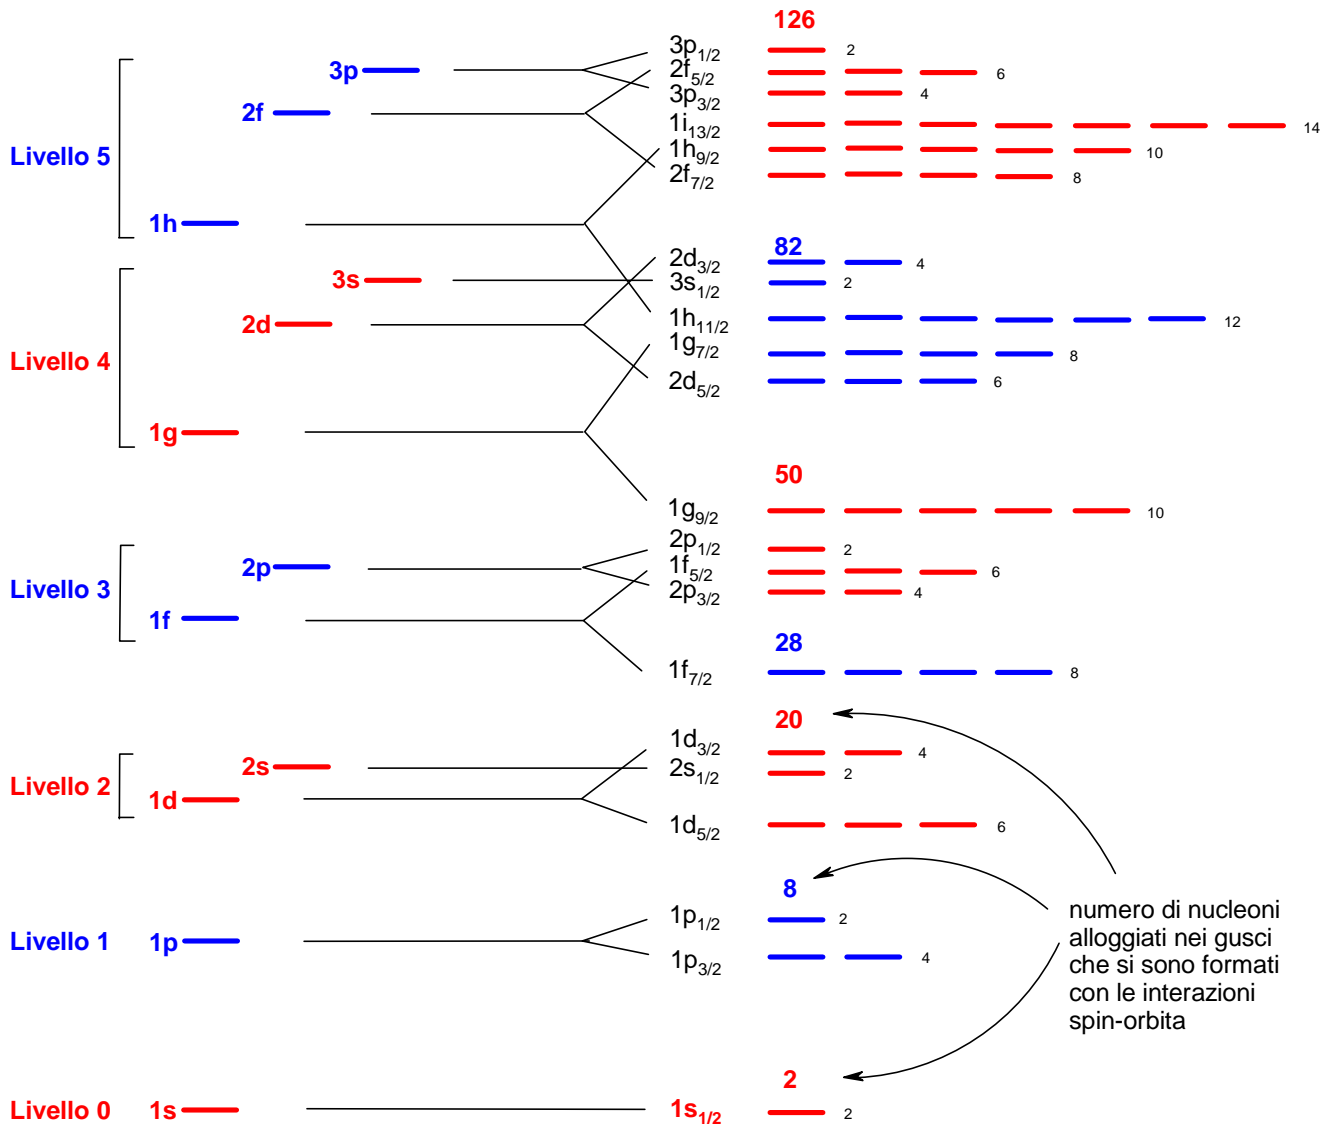 126
3p1/2 2
3p 2f5/2 6
3p3/2 4
2f 1i13/2 14
Livello 5 1h9/2 10
2f7/2 8
1h
82
2d3/2 4
3s 3s1/2 2
2d 1h11/2 12
Livello 4 1g7/2 8
2d5/2 6
1g
50
1g9/2 10
2p1/2 2
2p 1f5/2 6
Livello 3 2p3/2 4
1f
28
1f7/2 8
20
1d3/2 4
2s 2s1/2 2
Livello 2 1d
1d5/2 6
8
1p1/2 2
Livello 1 1p
1p3/2 4
numero di nucleoni
alloggiati nei gusci
che si sono formati
con le interazioni
spin-orbita
2
Livello 0 1s 1s1/2 2